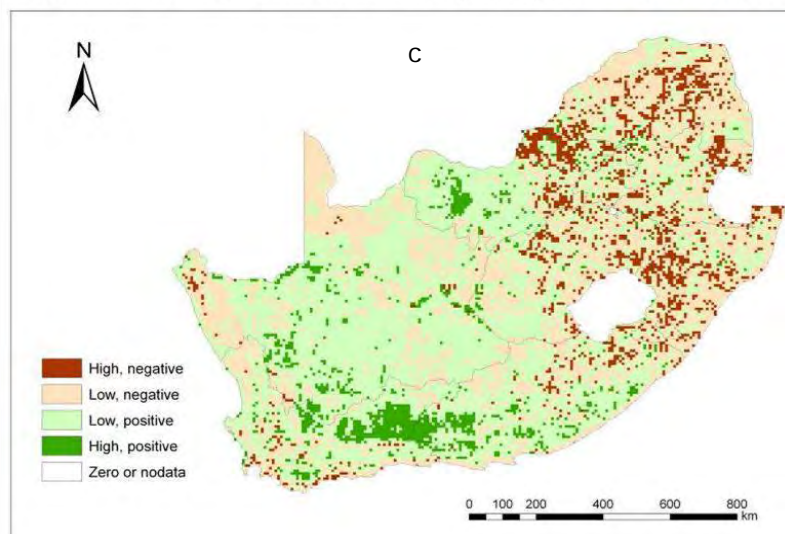 C
N
High, negative
Low, negative
Low, positive
High, positive
Zero or nodata
0 100 200 400 600 800
km